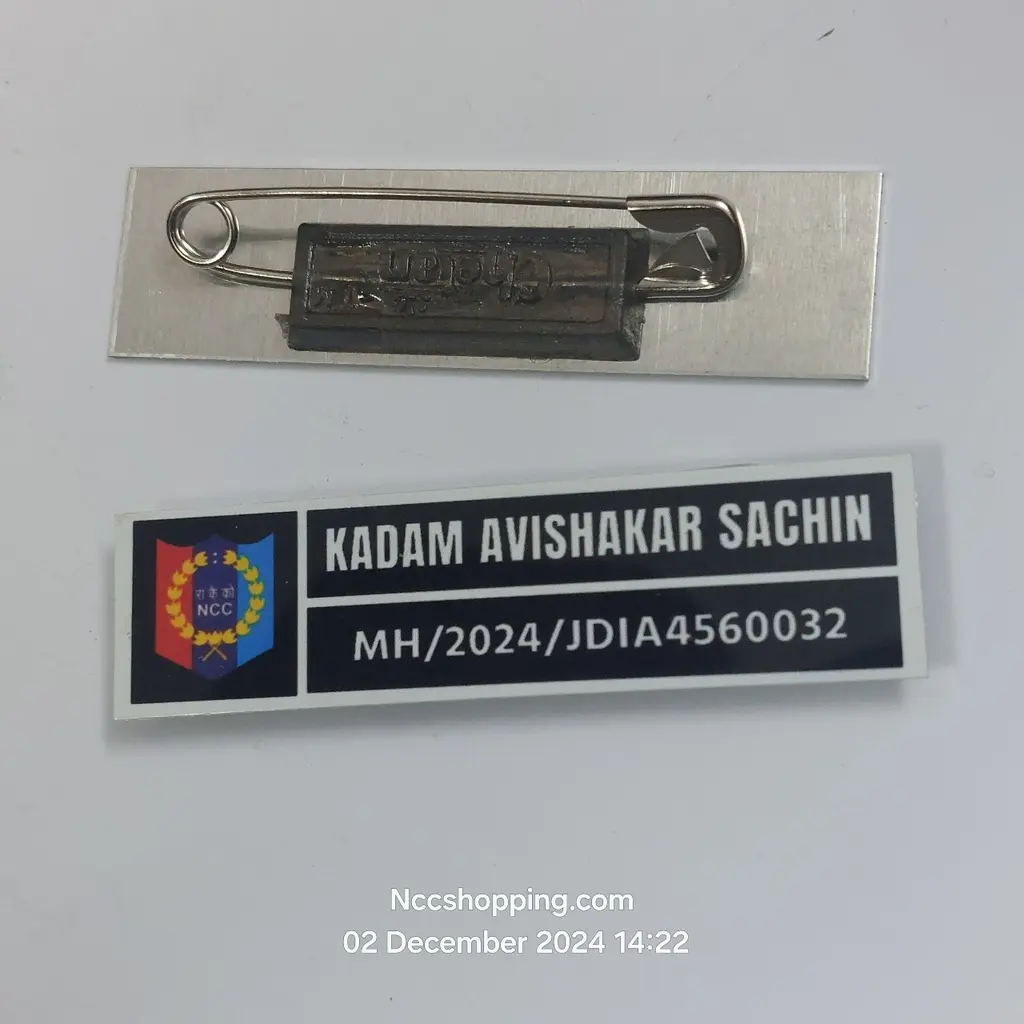 KADAM AVISHAKAR SACHIN
रा कै को
NCC
MH/2024/JDIA4560032
Nccshopping.com
02 December 2024 14:22